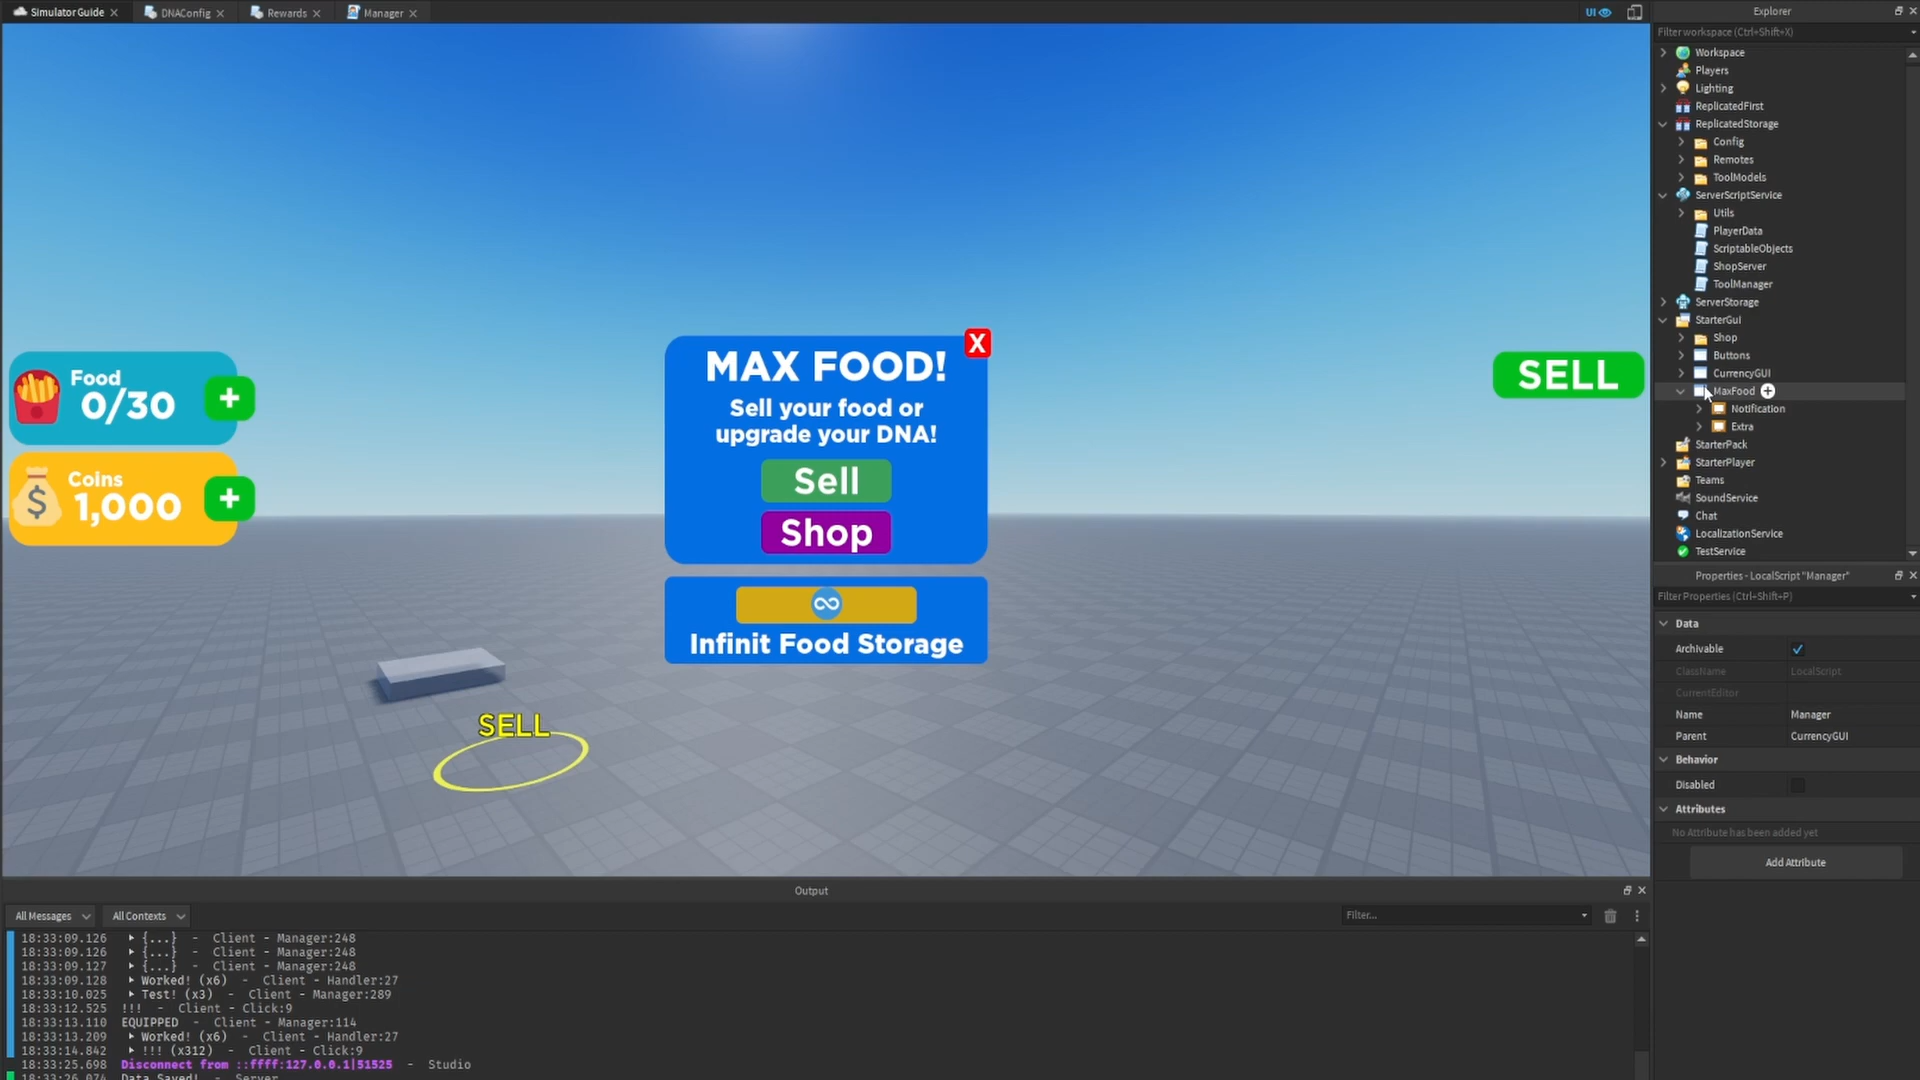 SimulatorGuide
DNAConfig
Rewards
Manager
UI
Food
0/30
+
Coins
1,000
+
$
X
MAX FOOD!
Sell your food or
upgrade your DNA!
Sell
Shop
Infinit Food Storage
SELL
SELL
Explorer
Filter workspace (Ctrl+Shift+X)
Workspace
Players
Lighting
ReplicatedFirst
ReplicatedStorage
Config
Remotes
ToolModels
ServerScriptService
Utils
PlayerData
ScriptableObjects
ShopServer
ToolManager
ServerStorage
StarterGui
Shop
Buttons
CurrencyGUI
MaxFood
Notification
Extra
StarterPack
StarterPlayer
Teams
SoundService
Chat
LocalizationService
TestService
Properties - LocalScript "Manager"
Filter Properties (Ctrl+Shift+P)
Data
Archivable
ClassName LocalScript
CurrentEditor
Name Manager
Parent CurrencyGUI
Behavior
Disabled
Attributes
No Attribute has been added yet
Add Attribute
Output
All Messages
All Contexts
Filter...
18:33:09.126 {...} - Client - Manager:248
18:33:09.126 {...} - Client - Manager:248
18:33:09.127 {...} - Client - Manager:248
18:33:09.128 Worked! (x6) - Client - Handler:27
18:33:10.025 Test! (x3) - Client - Manager:289
18:33:12.525 !!! - Client - Click:9
18:33:13.110 EQUIPPED - Client - Manager:114
18:33:13.209 Worked! (x6) - Client - Handler:27
18:33:14.842 !!! (x312) - Client - Click:9
18:33:25.698 Disconnect from ::ffff:127.0.0.1|51525 - Studio
18:33:26.074 Data Saved! - Server